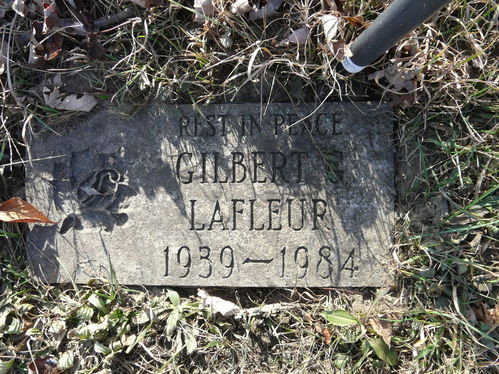 REST IN PEACE
GILBERT G
LAFLEUR
1939~1984